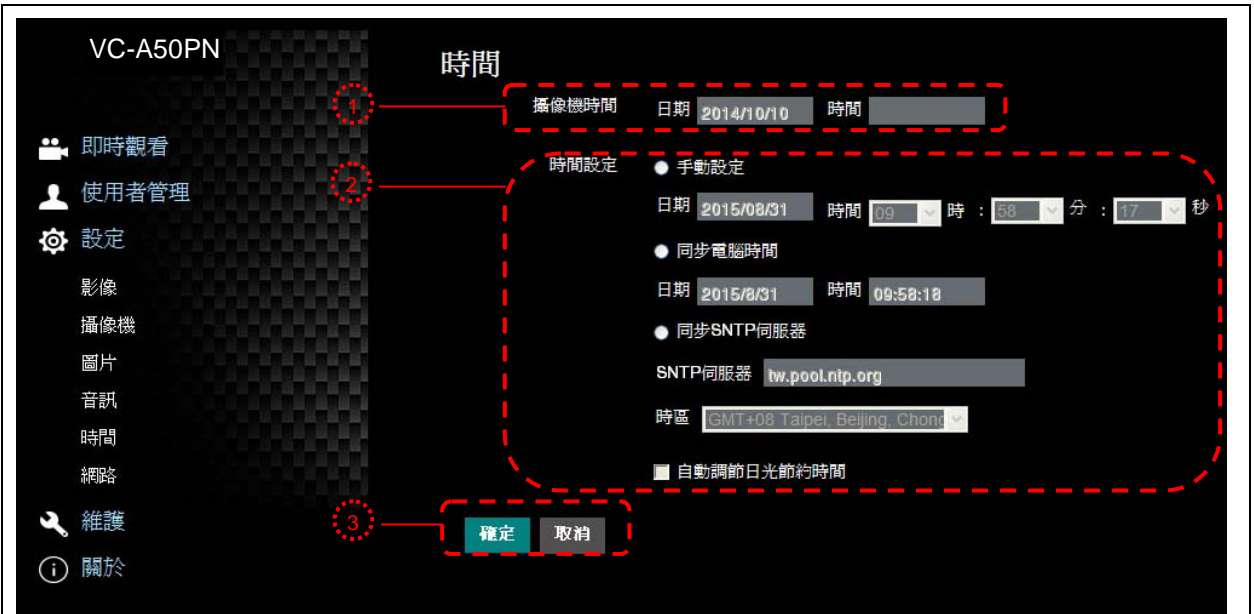 VC-A50PN
即時觀看
使用者管理
設定
影像
攝像機
圖片
音訊
時間
網路
維護
關於
時間
1
攝像機時間 日期 2014/10/10 時間
2
時間設定 手動設定
日期 2015/08/31 時間 09 時 : 58 分 : 17 秒
同步電腦時間
日期 2015/8/31 時間 09:58:18
同步SNTP伺服器
SNTP伺服器 tw.pool.ntp.org
時區 GMT+08 Taipei, Beijing, Chong
自動調節日光節約時間
3
確定 取消